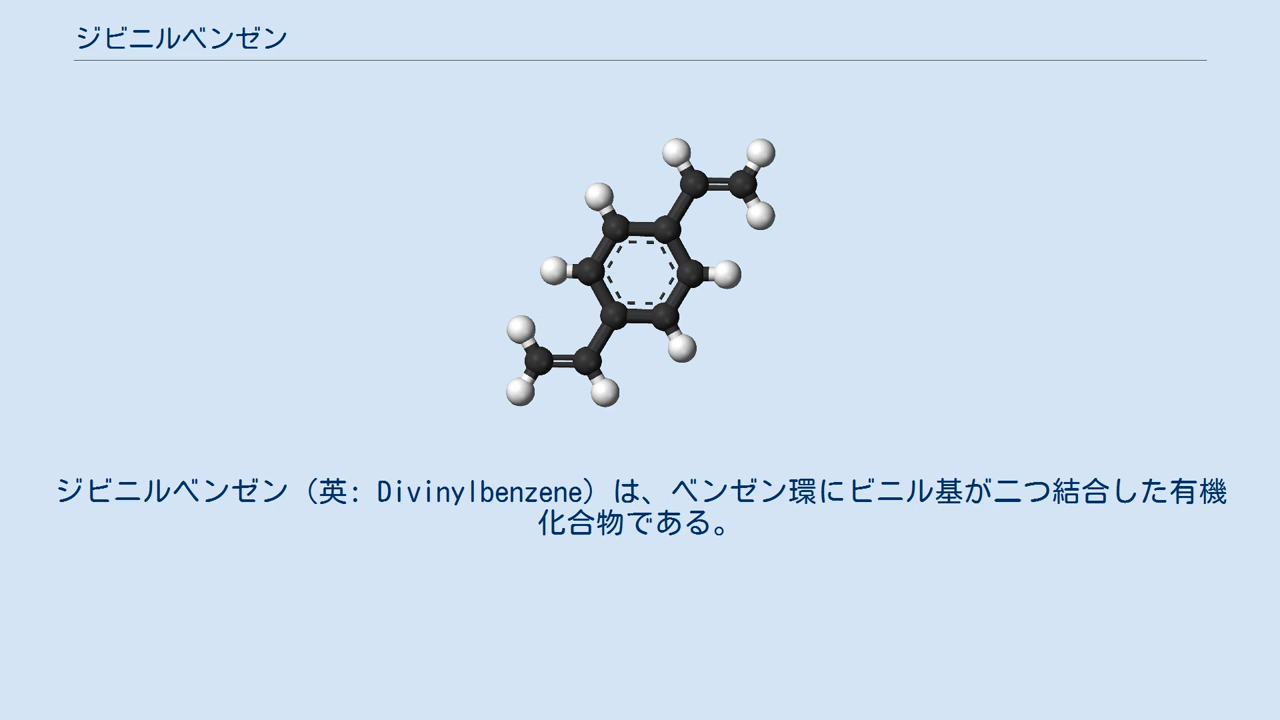 ジビニルベンゼン
ジビニルベンゼン（英: Divinylbenzene）は、ベンゼン環にビニル基が二つ結合した有機
化合物である。